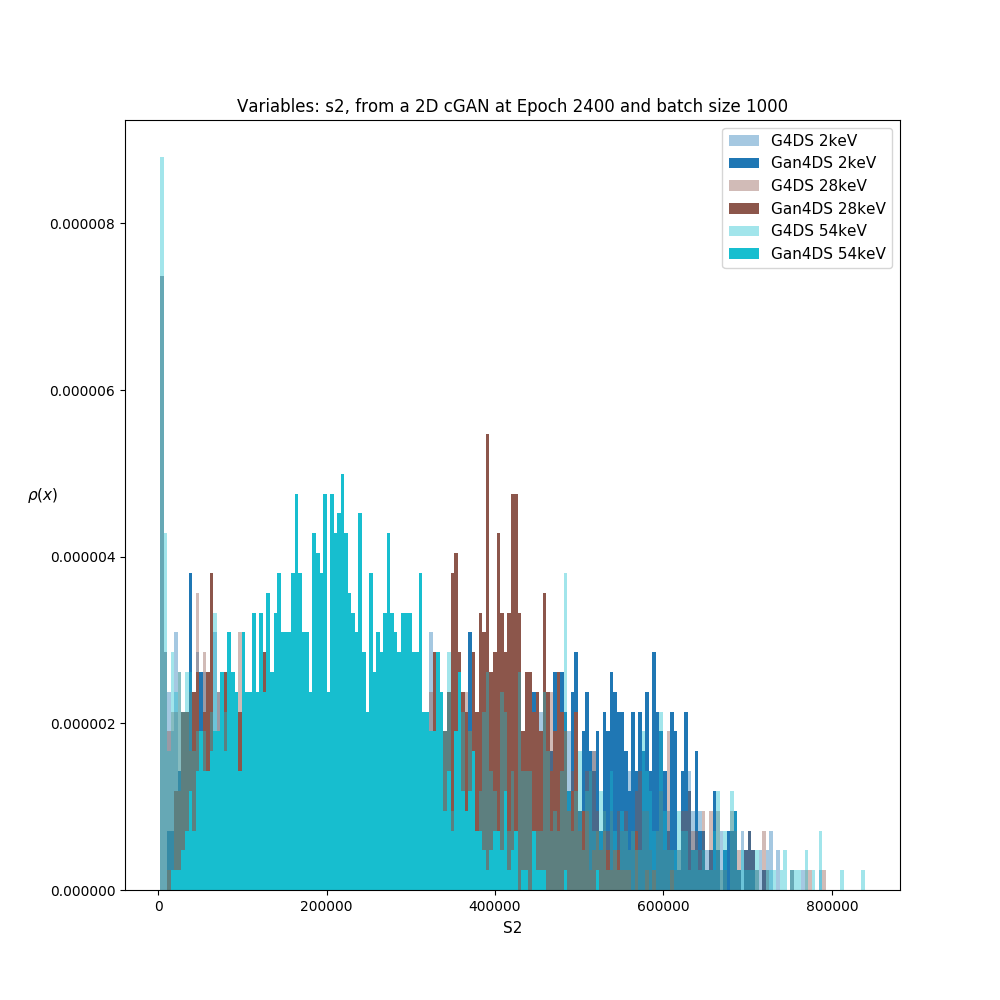 Variables: s2, from a 2D cGAN at Epoch 2400 and batch size 1000
G4DS 2keV
Gan4DS 2keV
G4DS 28keV
Gan4DS 28keV
G4DS 54keV
Gan4DS 54keV
0.000008
0.000006
ρ(x)
0.000004
0.000002
0.000000
0 200000 400000 600000 800000
S2